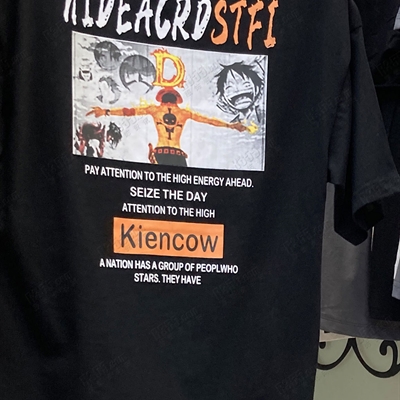 HIDEACRDSTFI
D
PAY ATTENTION TO THE HIGH ENERGY AHEAD.
SEIZE THE DAY
ATTENTION TO THE HIGH
Kiencow
A NATION HAS A GROUP OF PEOPLWHO
STARS. THEY HAVE